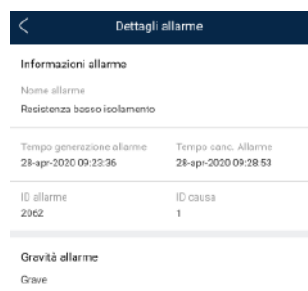 Dettagli allarme
Informazioni allarme
Nome allarme
Resistenza basso isolamento
Tempo generazione allarme
28-apr-2020 09:23:36
Tempo canc. Allarme
28-apr-2020 09:28:53
ID allarme
2062
ID causa
1
Gravità allarme
Grave